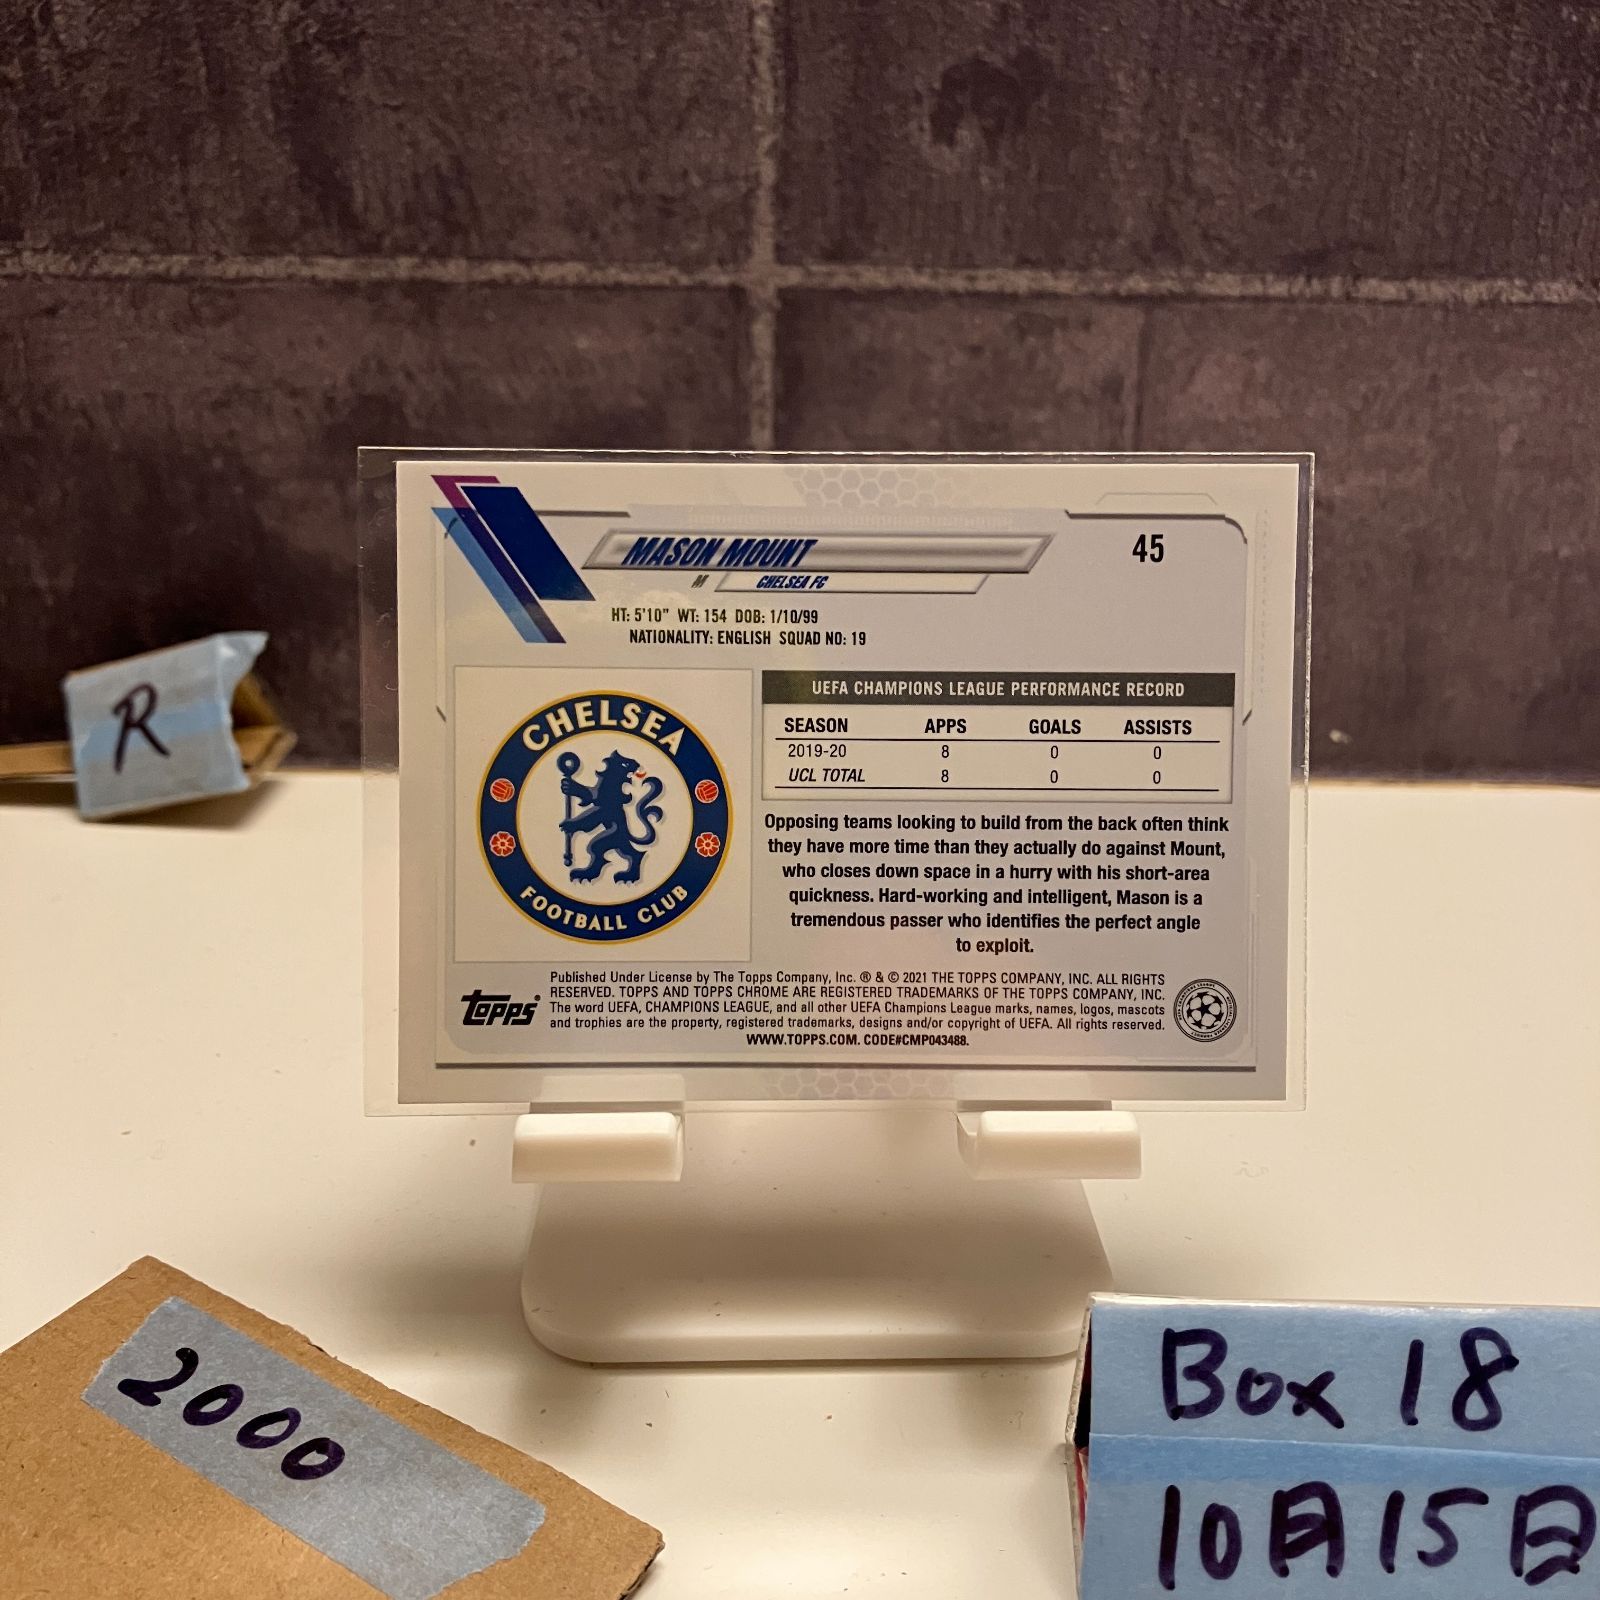 MASON MOUNT
45
M
CHELSEA FC
HT: 5'10" WT: 154 DOB: 1/10/99
NATIONALITY: ENGLISH SQUAD NO: 19
R
CHELSEA
FOOTBALL CLUB
UEFA CHAMPIONS LEAGUE PERFORMANCE RECORD
SEASON APPS GOALS ASSISTS
2019-20 8 0 0
UCL TOTAL 8 0 0
Opposing teams looking to build from the back often think
they have more time than they actually do against Mount,
who closes down space in a hurry with his short-area
quickness. Hard-working and intelligent, Mason is a
tremendous passer who identifies the perfect angle
to exploit.
topps®
Published Under License by The Topps Company, Inc. ® & © 2021 THE TOPPS COMPANY, INC. ALL RIGHTS
RESERVED. TOPPS AND TOPPS CHROME ARE REGISTERED TRADEMARKS OF THE TOPPS COMPANY, INC.
The word UEFA, CHAMPIONS LEAGUE, and all other UEFA Champions League marks, names, logos, mascots
and trophies are the property, registered trademarks, designs and/or copyright of UEFA. All rights reserved.
WWW.TOPPS.COM. CODE#CMP043488.
2000
Box 18
10月15日